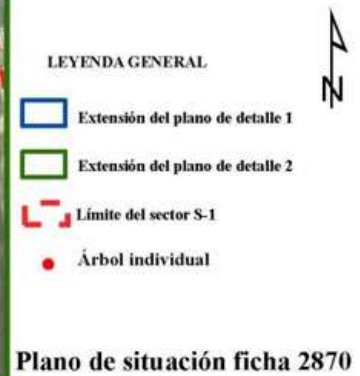 N
LEYENDA GENERAL
Extensión del plano de detalle 1
Extensión del plano de detalle 2
Límite del sector S-1
Árbol individual
Plano de situación ficha 2870